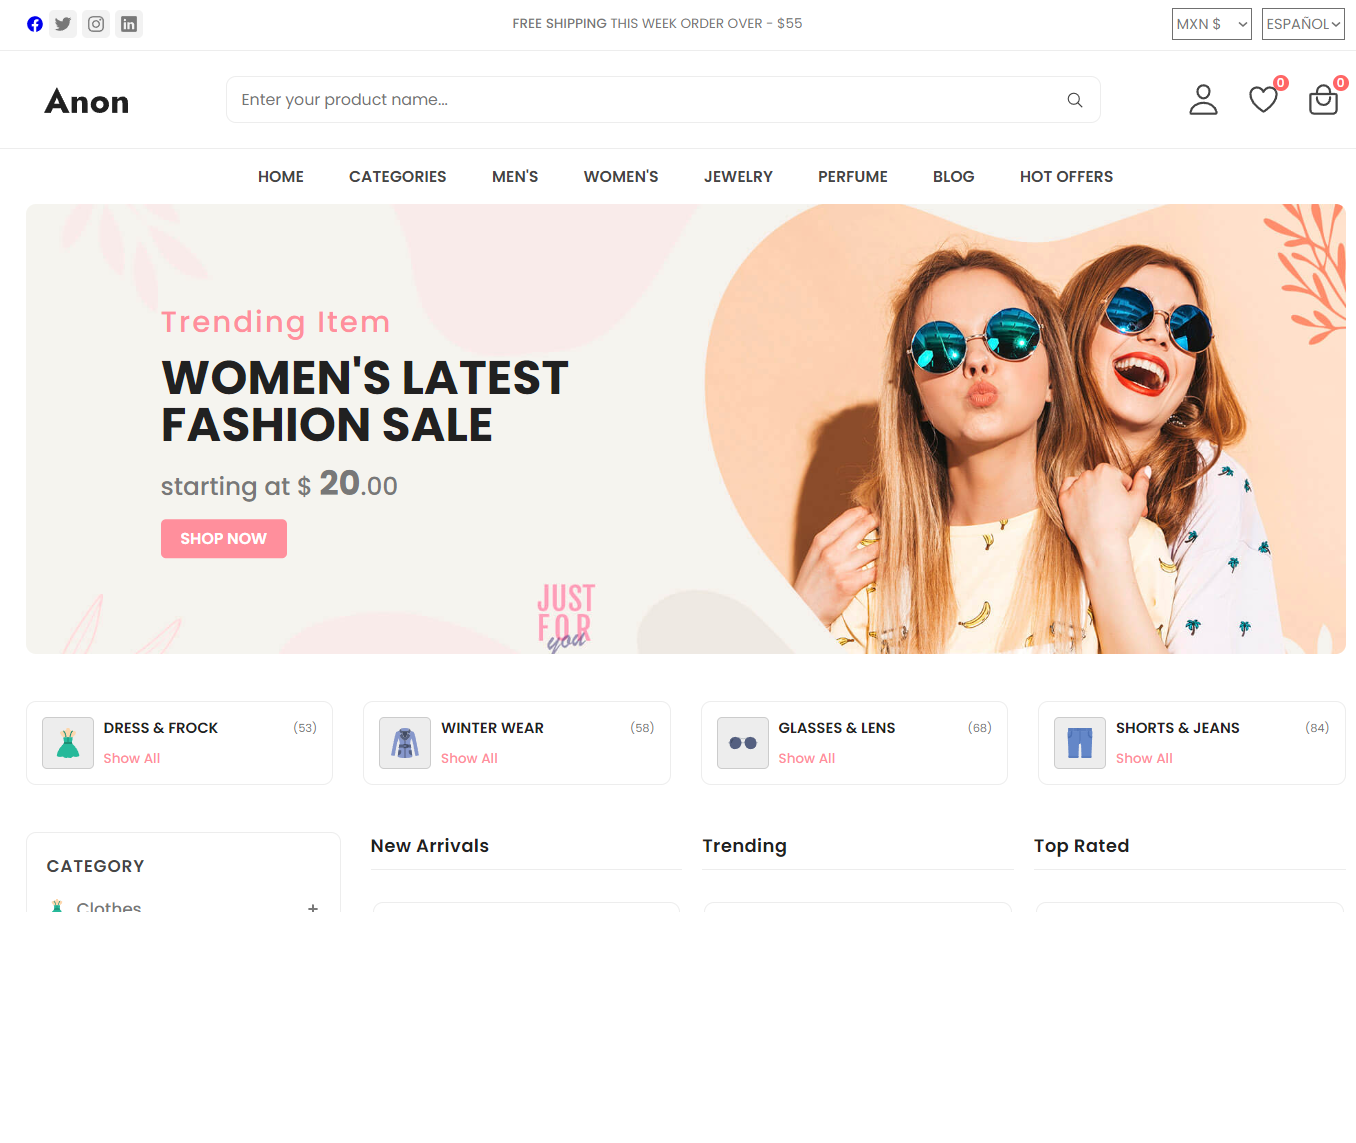 FREE SHIPPING THIS WEEK ORDER OVER - $55
MXN $
ESPAÑOL
Anon
Enter your product name...
0
0
HOME
CATEGORIES
MEN'S
WOMEN'S
JEWELRY
PERFUME
BLOG
HOT OFFERS
Trending Item
WOMEN'S LATEST
FASHION SALE
starting at $ 20.00
SHOP NOW
JUST
FOR
you
DRESS & FROCK
(53)
Show All
WINTER WEAR
(58)
Show All
GLASSES & LENS
(68)
Show All
SHORTS & JEANS
(84)
Show All
CATEGORY
Clothes
+
New Arrivals
Trending
Top Rated